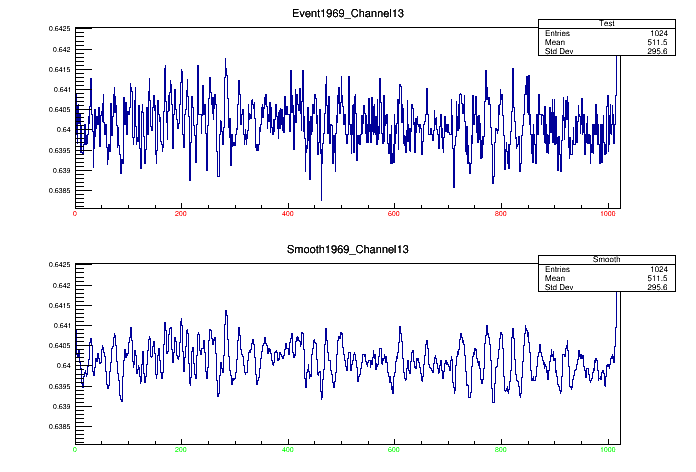 Event1969_Channel13
Test
Entries 1024
Mean 511.5
Std Dev 295.6
0.6425
0.642
0.6415
0.641
0.6405
0.64
0.6395
0.639
0.6385
0 200 400 600 800 1000
Smooth1969_Channel13
Smooth
Entries 1024
Mean 511.5
Std Dev 295.6
0.6425
0.642
0.6415
0.641
0.6405
0.64
0.6395
0.639
0.6385
0 200 400 600 800 1000